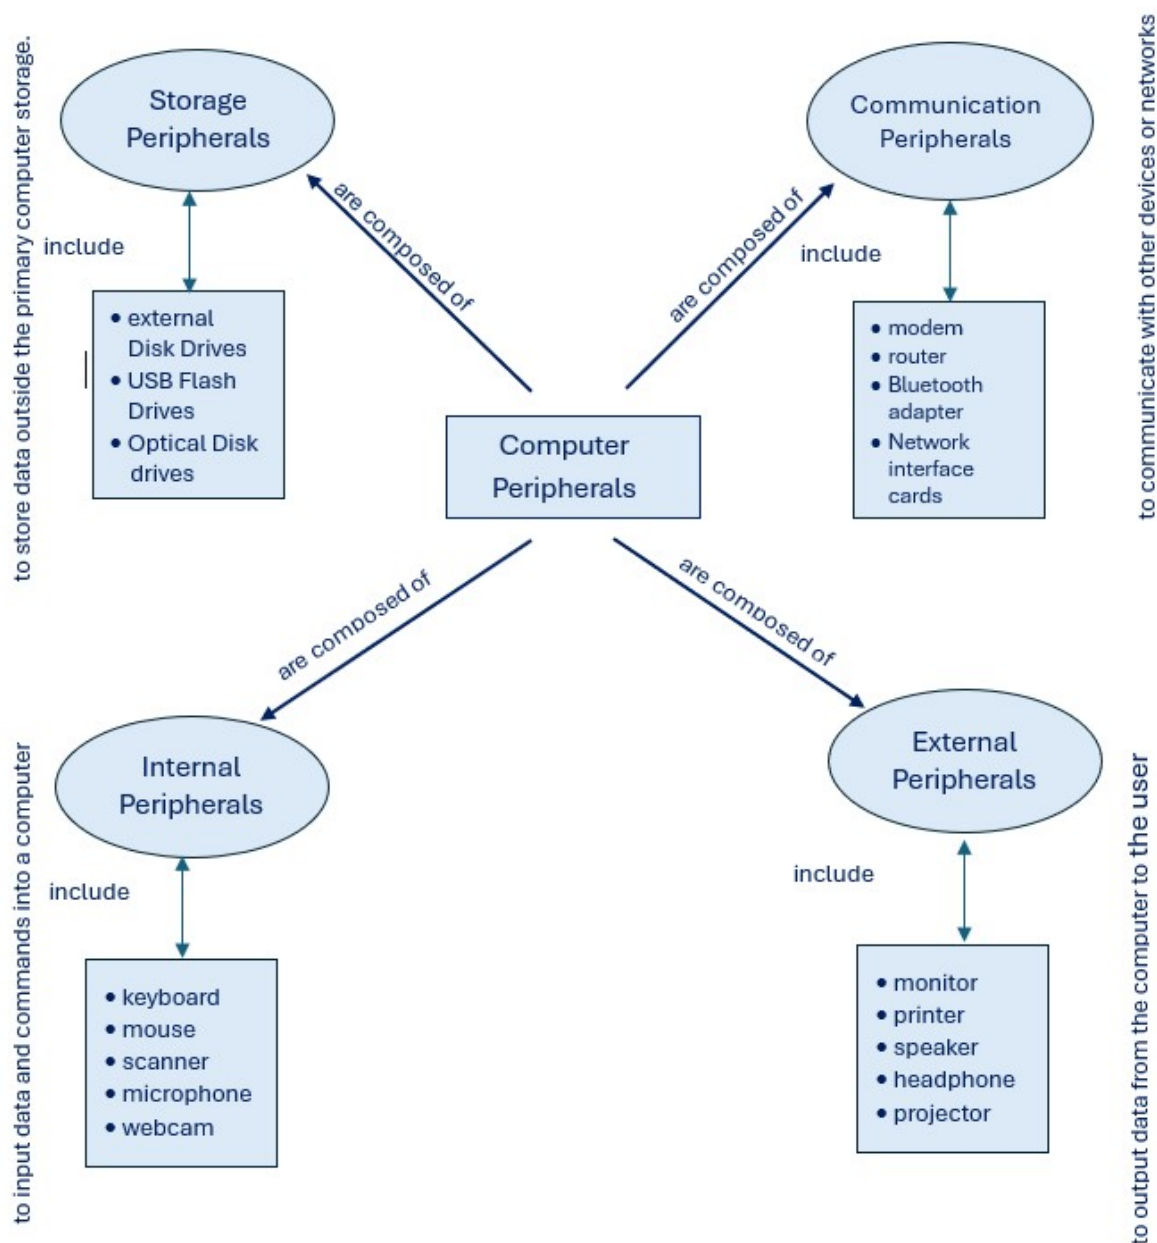 to store data outside the primary computer storage.
Storage
Peripherals
include
• external
Disk Drives
• USB Flash
Drives
• Optical Disk
drives
are composed of
Communication
Peripherals
include
• modem
• router
• Bluetooth
adapter
• Network
interface
cards
are composed of
to communicate with other devices or networks
Computer
Peripherals
are composed of
are composed of
to input data and commands into a computer
Internal
Peripherals
include
• keyboard
• mouse
• scanner
• microphone
• webcam
External
Peripherals
include
• monitor
• printer
• speaker
• headphone
• projector
to output data from the computer to the user